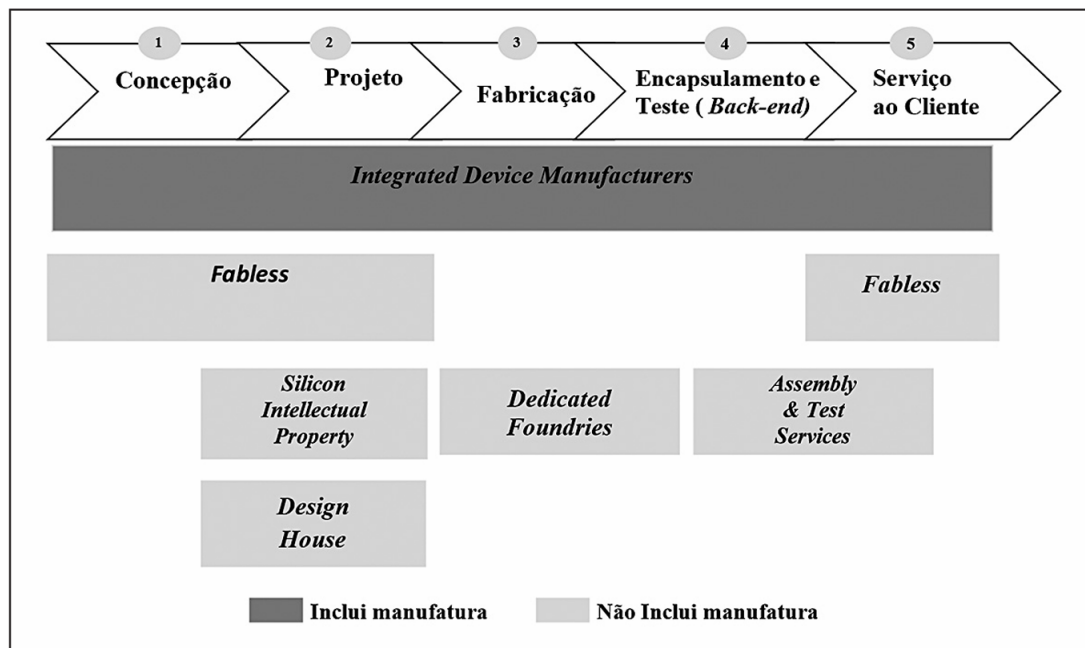 1
2
3
4
5
Concepção
Projeto
Fabricação
Encapsulamento e
Teste ( Back-end)
Serviço
ao Cliente
Integrated Device Manufacturers
Fabless
Fabless
Silicon
Intellectual
Property
Dedicated
Foundries
Assembly
& Test
Services
Design
House
Inclui manufatura
Não Inclui manufatura